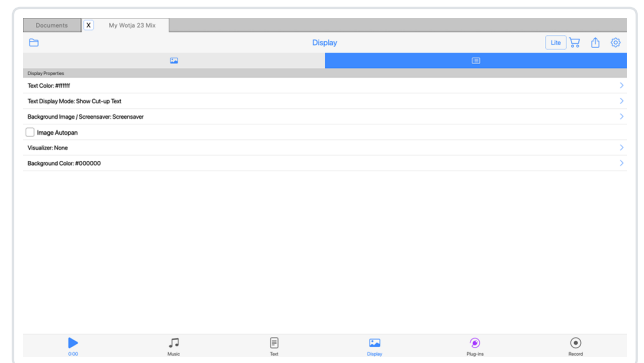 Documents X My Wotja 23 Mix
Display
Lite
Display Properties
Text Color: #ffffff
Text Display Mode: Show Cut-up Text
Background Image / Screensaver: Screensaver
Image Autopan
Visualizer: None
Background Color: #000000
0:00 Music Text Display Plug-ins Record